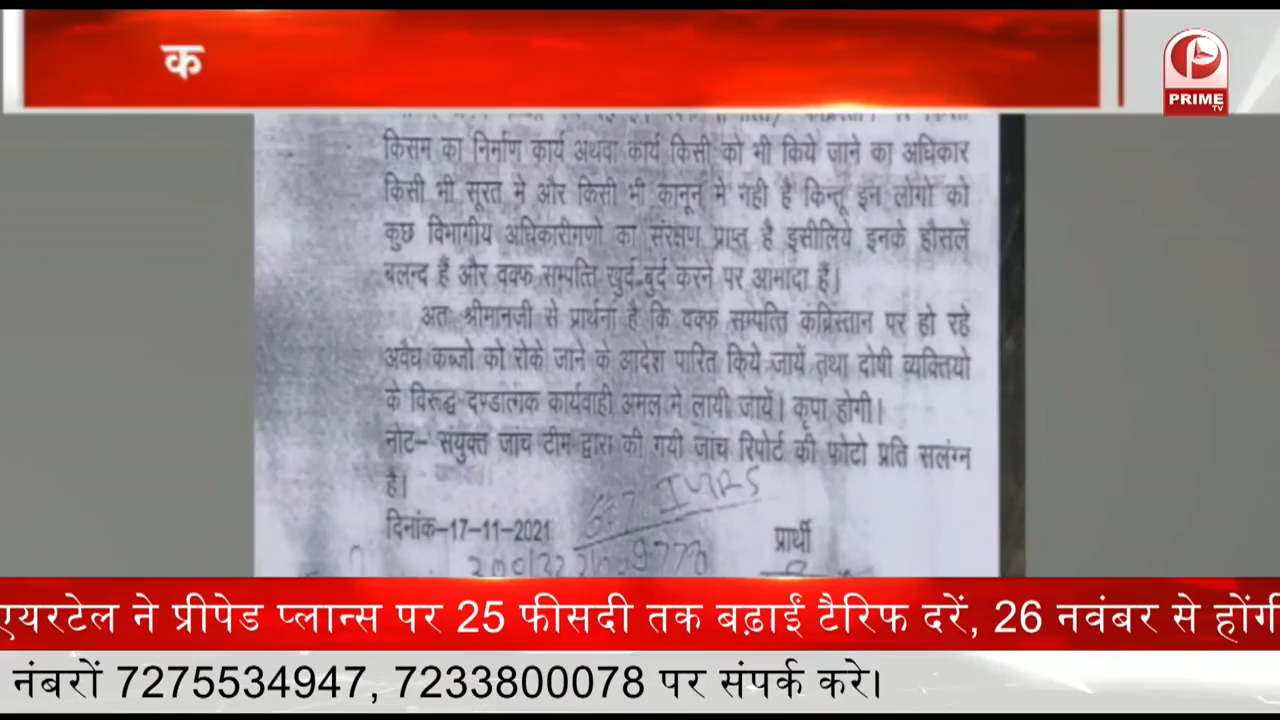 क
PRIME
TV
किसम का निर्माण कार्य अथवा कार्य किसी को भी किये जाने का अधिकार
किसी भी सूरत मे और किसी भी कानून मे नही है किन्तू इन लोगो को
कुछ विभागीय अधिकारीगणो का संरक्षण प्राप्त है इसीलिये इनके हौसलें
बलन्द हैं और वक्फ सम्पत्ति खुर्द-बुर्द करने पर आमादा हैं।
अतः श्रीमानजी से प्रार्थना है कि वक्फ सम्पत्ति कब्रिस्तान पर हो रहे
अवैध कब्जो को रोके जाने के आदेश पारित किये जायें तथा दोषी व्यक्तियो
के विरूद्ध दण्डात्मक कार्यवाही अमल मे लायी जायें। कृपा होगी।
नोट- सयुक्त जाच टीम द्वारा की गयी जाच रिपोर्ट की फोटो प्रति सलंग्न
है।
दिनांक-17-11-2021
प्रार्थी
एयरटेल ने प्रीपेड प्लान्स पर 25 फीसदी तक बढ़ाईं टैरिफ दरें, 26 नवंबर से होंगी
नंबरों 7275534947, 7233800078 पर संपर्क करे।